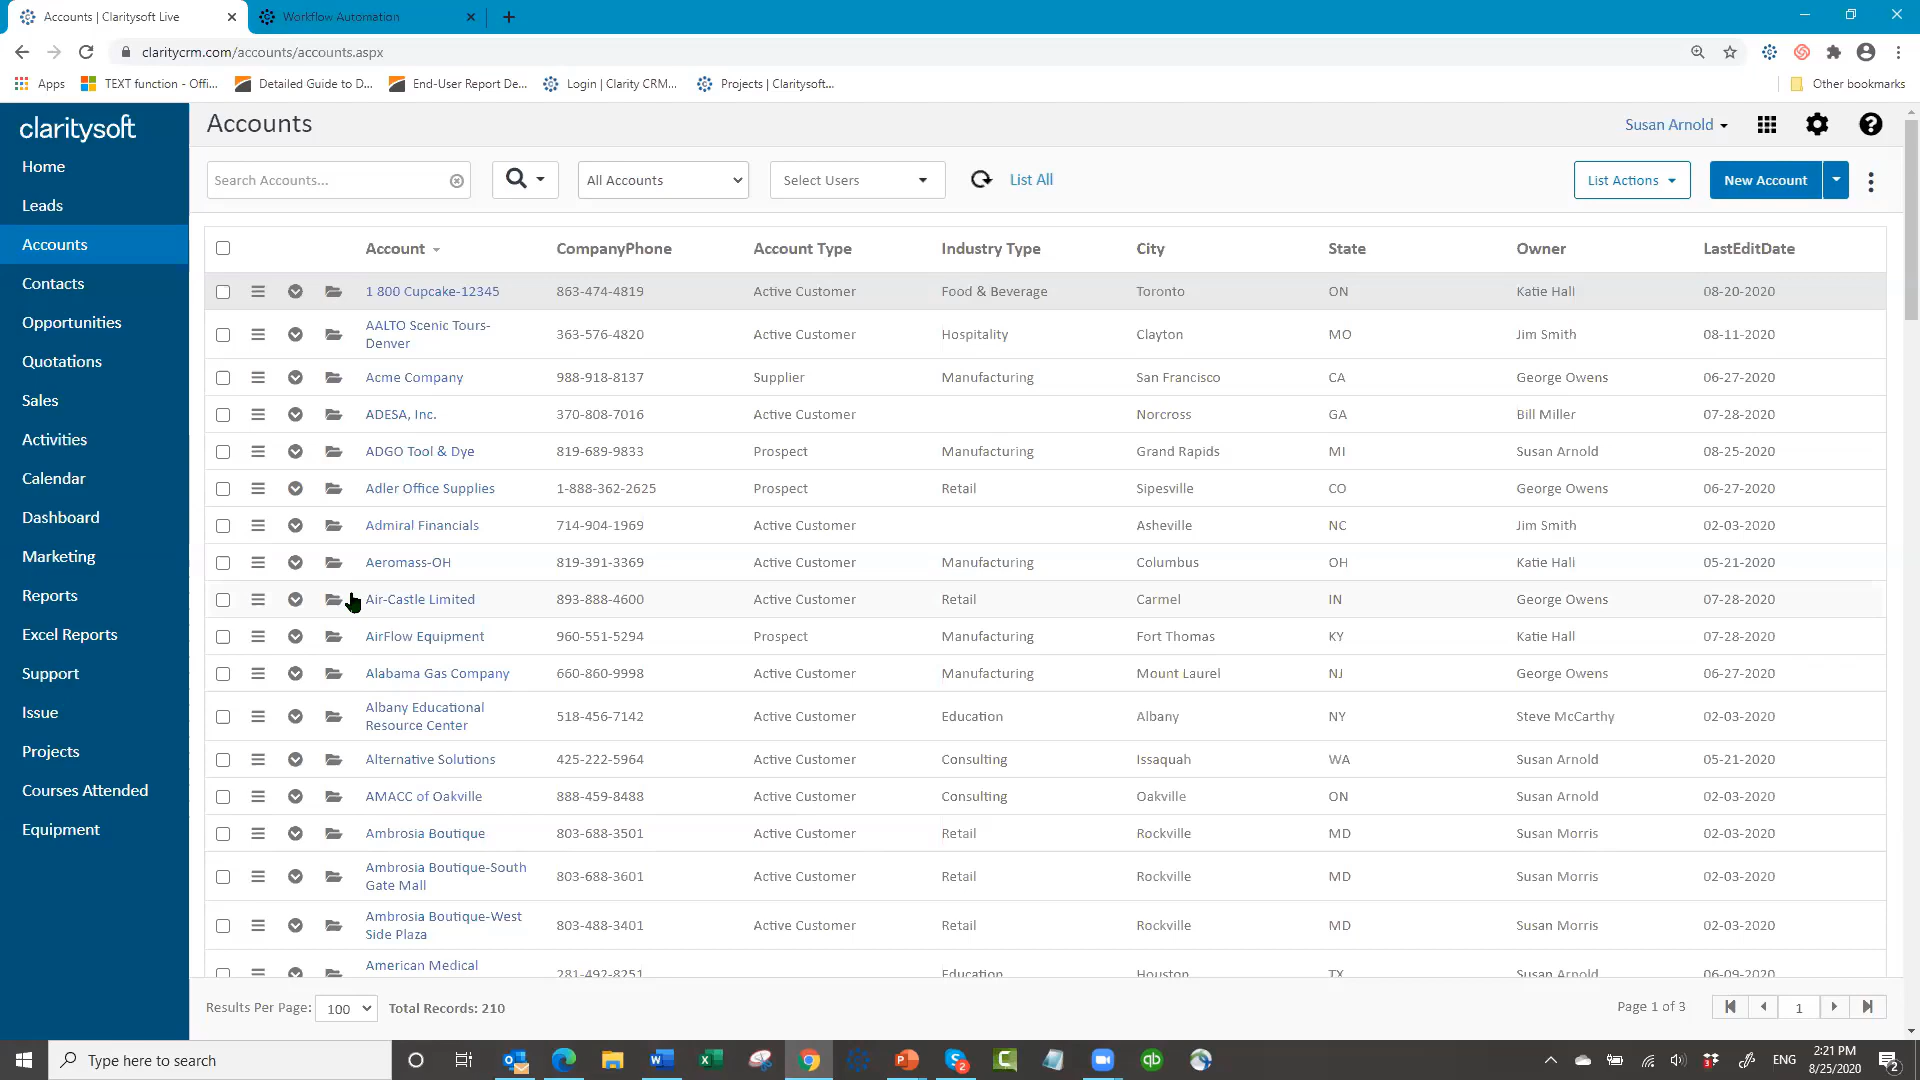 Accounts | Claritysoft Live
Workflow Automation
claritycrm.com/accounts/accounts.aspx
Apps
TEXT function - Offi...
Detailed Guide to D...
End-User Report De...
Login | Clarity CRM...
Projects | Claritysoft...
Other bookmarks
claritysoft
Home
Leads
Accounts
Contacts
Opportunities
Quotations
Sales
Activities
Calendar
Dashboard
Marketing
Reports
Excel Reports
Support
Issue
Projects
Courses Attended
Equipment
Accounts
Susan Arnold
Search Accounts...
All Accounts
Select Users
List All
List Actions
New Account
Account CompanyPhone Account Type Industry Type City State Owner LastEditDate
1 800 Cupcake-12345 863-474-4819 Active Customer Food & Beverage Toronto ON Katie Hall 08-20-2020
AALTO Scenic Tours-
Denver 363-576-4820 Active Customer Hospitality Clayton MO Jim Smith 08-11-2020
Acme Company 988-918-8137 Supplier Manufacturing San Francisco CA George Owens 06-27-2020
ADESA, Inc. 370-808-7016 Active Customer Norcross GA Bill Miller 07-28-2020
ADGO Tool & Dye 819-689-9833 Prospect Manufacturing Grand Rapids MI Susan Arnold 08-25-2020
Adler Office Supplies 1-888-362-2625 Prospect Retail Sipesville CO George Owens 06-27-2020
Admiral Financials 714-904-1969 Active Customer Asheville NC Jim Smith 02-03-2020
Aeromass-OH 819-391-3369 Active Customer Manufacturing Columbus OH Katie Hall 05-21-2020
Air-Castle Limited 893-888-4600 Active Customer Retail Carmel IN George Owens 07-28-2020
AirFlow Equipment 960-551-5294 Prospect Manufacturing Fort Thomas KY Katie Hall 07-28-2020
Alabama Gas Company 660-860-9998 Active Customer Manufacturing Mount Laurel NJ George Owens 06-27-2020
Albany Educational
Resource Center 518-456-7142 Active Customer Education Albany NY Steve McCarthy 02-03-2020
Alternative Solutions 425-222-5964 Active Customer Consulting Issaquah WA Susan Arnold 05-21-2020
AMACC of Oakville 888-459-8488 Active Customer Consulting Oakville ON Susan Arnold 02-03-2020
Ambrosia Boutique 803-688-3501 Active Customer Retail Rockville MD Susan Morris 02-03-2020
Ambrosia Boutique-South
Gate Mall 803-688-3601 Active Customer Retail Rockville MD Susan Morris 02-03-2020
Ambrosia Boutique-West
Side Plaza 803-488-3401 Active Customer Retail Rockville MD Susan Morris 02-03-2020
American Medical
281-492-8251 Education Houston TX Susan Arnold 06-09-2020
Results Per Page: 100 Total Records: 210
Page 1 of 3
1
Type here to search
ENG
2:21 PM
8/25/2020
2